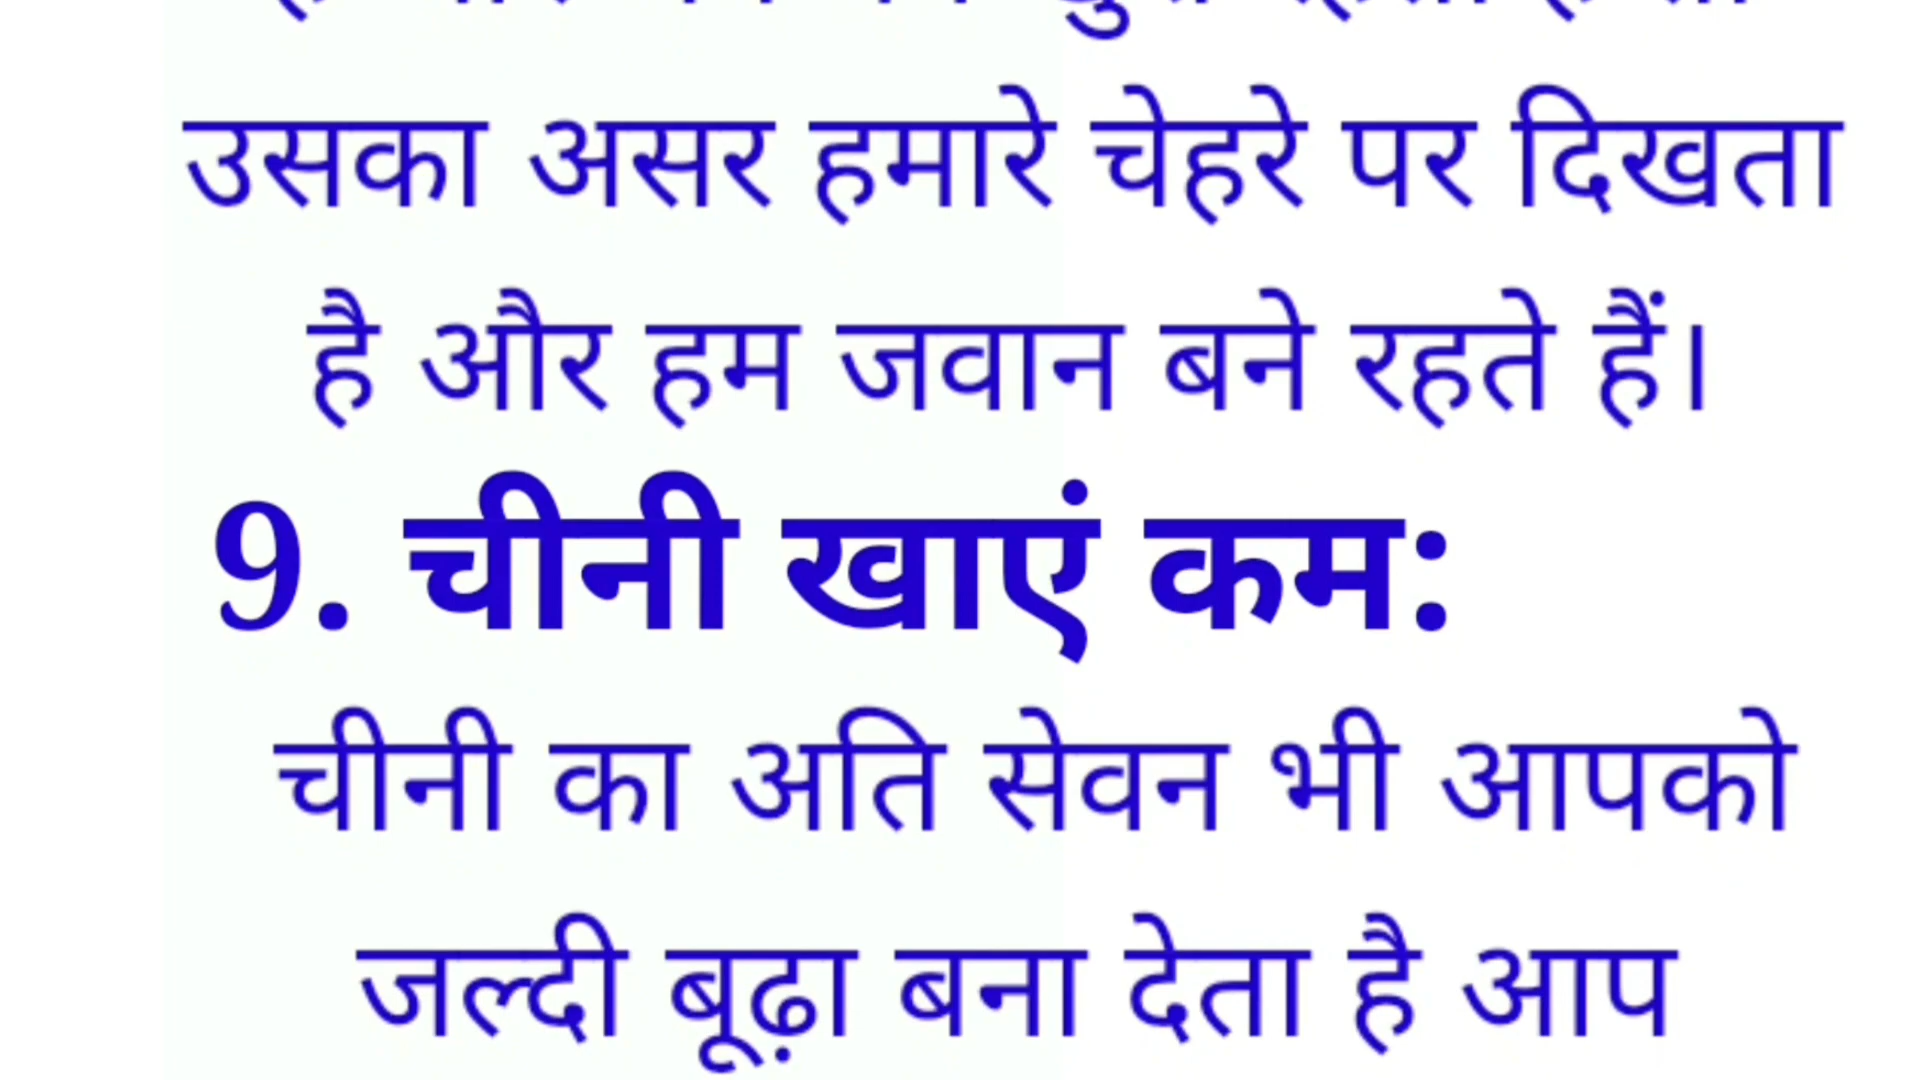 उसका असर हमारे चेहरे पर दिखता
है और हम जवान बने रहते हैं।
9. चीनी खाएं कम:
चीनी का अति सेवन भी आपको
जल्दी बूढ़ा बना देता है आप